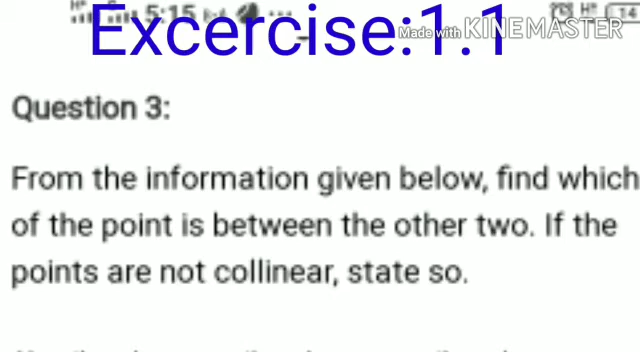 5:15
Excercise:1.1
Made with KINEMASTER
14
Question 3:
From the information given below, find which
of the point is between the other two. If the
points are not collinear, state so.